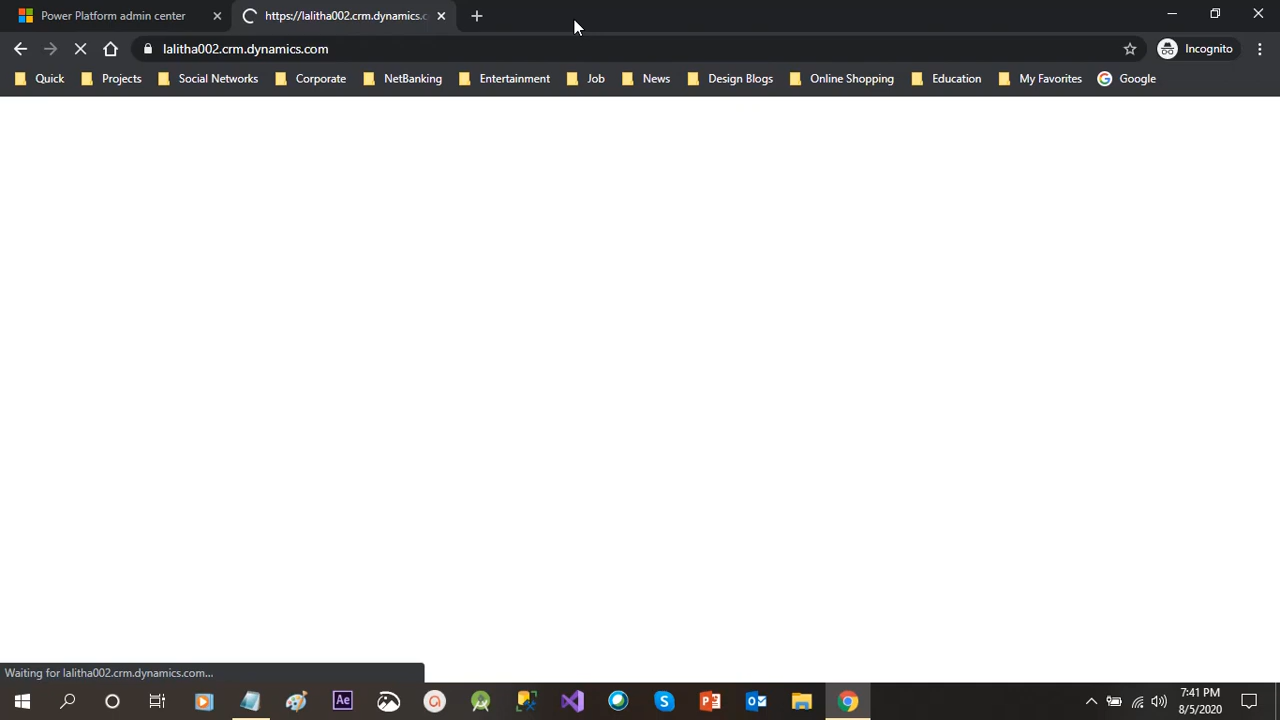 Power Platform admin center
https://lalitha002.crm.dynamics.c
lalitha002.crm.dynamics.com
Incognito
Quick
Projects
Social Networks
Corporate
NetBanking
Entertainment
Job
News
Design Blogs
Online Shopping
Education
My Favorites
Google
Waiting for lalitha002.crm.dynamics.com...
Ae
7:41 PM
8/5/2020